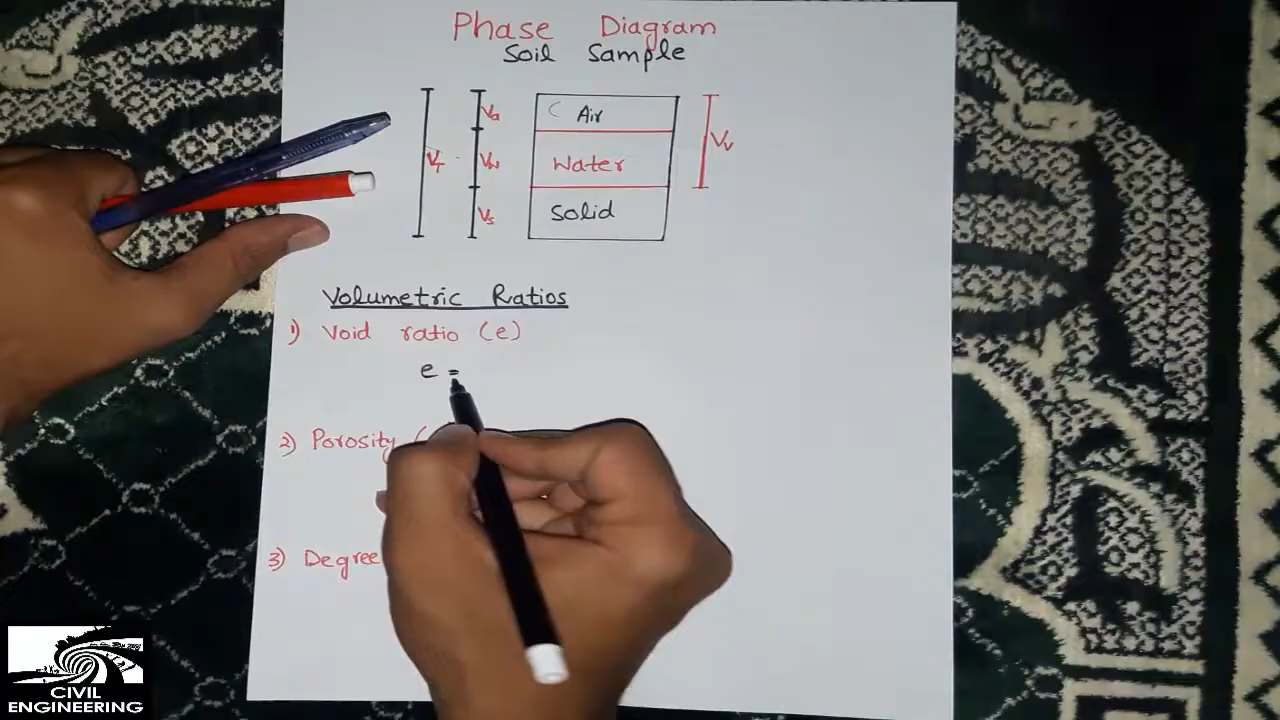 Phase Diagram
Soil Sample
Va
Air
VT
Vw
Water
Vv
Vs
Solid
Volumetric Ratios
1) Void ratio (e)
e =
2) Porosity (
3) Degree
CIVIL
ENGINEERING